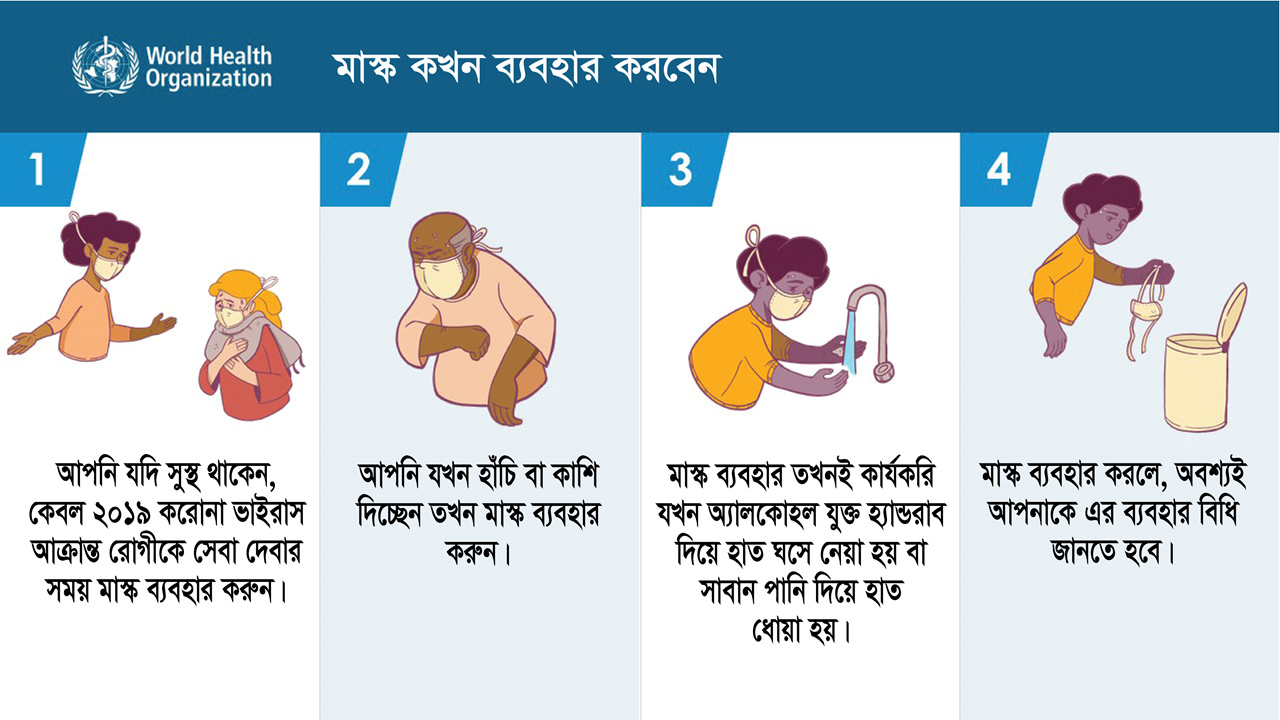 World Health
Organization
মাস্ক কখন ব্যবহার করবেন
1
আপনি যদি সুস্থ থাকেন,
কেবল ২০১৯ করোনা ভাইরাস
আক্রান্ত রোগীকে সেবা দেবার
সময় মাস্ক ব্যবহার করুন।
2
আপনি যখন হাঁচি বা কাশি
দিচ্ছেন তখন মাস্ক ব্যবহার
করুন।
3
মাস্ক ব্যবহার তখনই কার্যকরি
যখন অ্যালকোহল যুক্ত হ্যান্ডরাব
দিয়ে হাত ঘসে নেয়া হয় বা
সাবান পানি দিয়ে হাত
ধোয়া হয়।
4
মাস্ক ব্যবহার করলে, অবশ্যই
আপনাকে এর ব্যবহার বিধি
জানতে হবে।